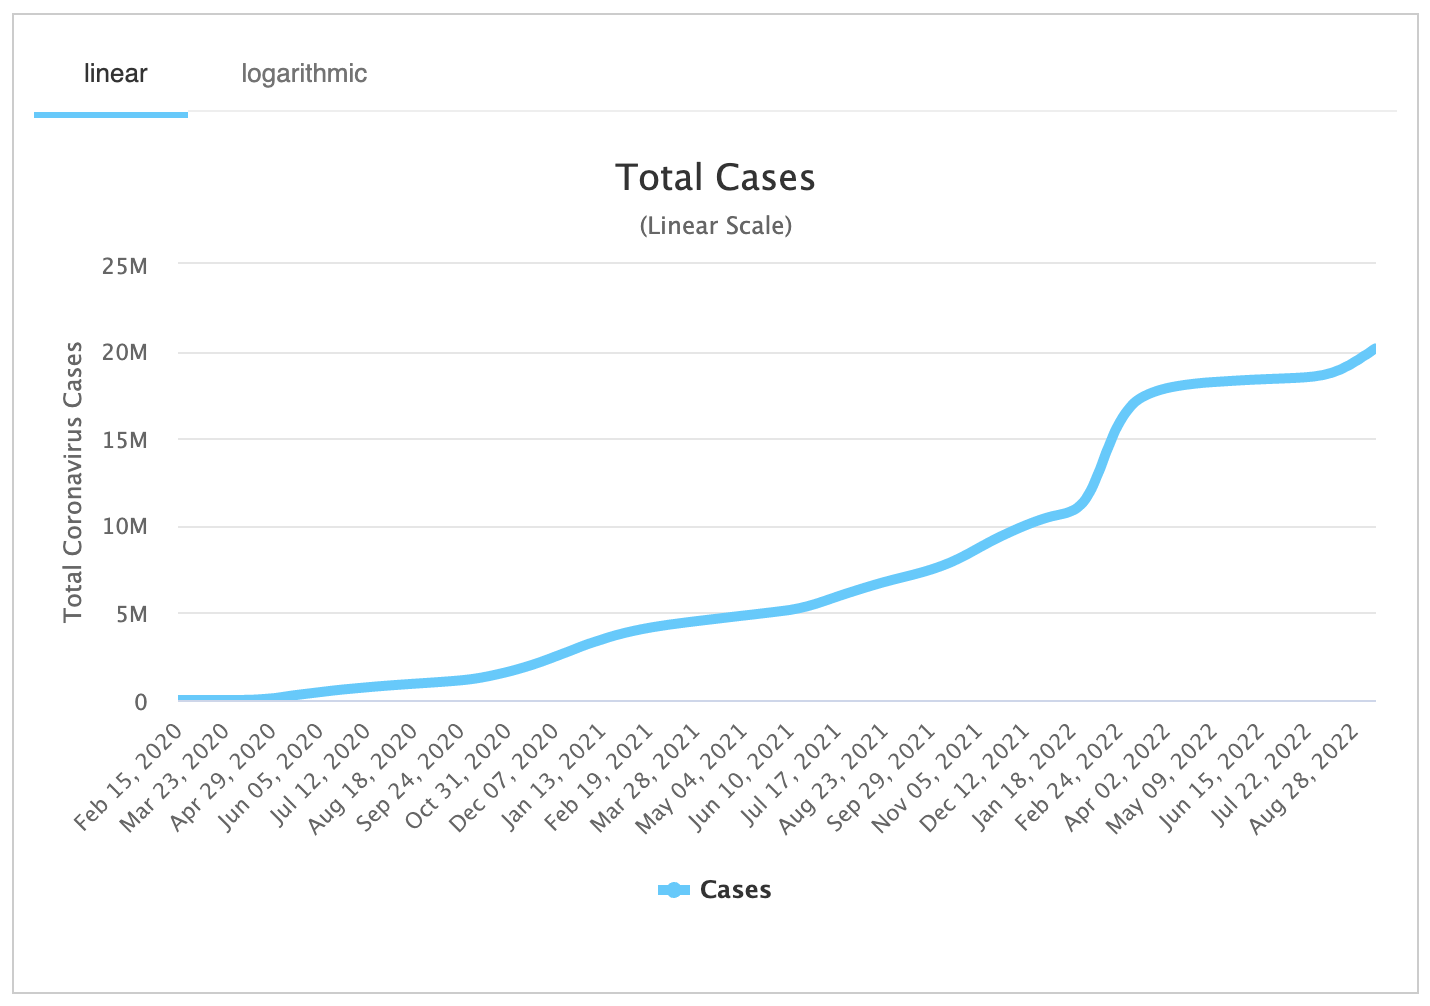 linear logarithmic
Total Cases
(Linear Scale)
Total Coronavirus Cases
25M
20M
15M
10M
5M
0
Feb 15, 2020
Mar 23, 2020
Apr 29, 2020
Jun 05, 2020
Jul 12, 2020
Aug 18, 2020
Sep 24, 2020
Oct 31, 2020
Dec 07, 2020
Jan 13, 2021
Feb 19, 2021
Mar 28, 2021
May 04, 2021
Jun 10, 2021
Jul 17, 2021
Aug 23, 2021
Sep 29, 2021
Nov 05, 2021
Dec 12, 2021
Jan 18, 2022
Feb 24, 2022
Apr 02, 2022
May 09, 2022
Jun 15, 2022
Jul 22, 2022
Aug 28, 2022
Cases